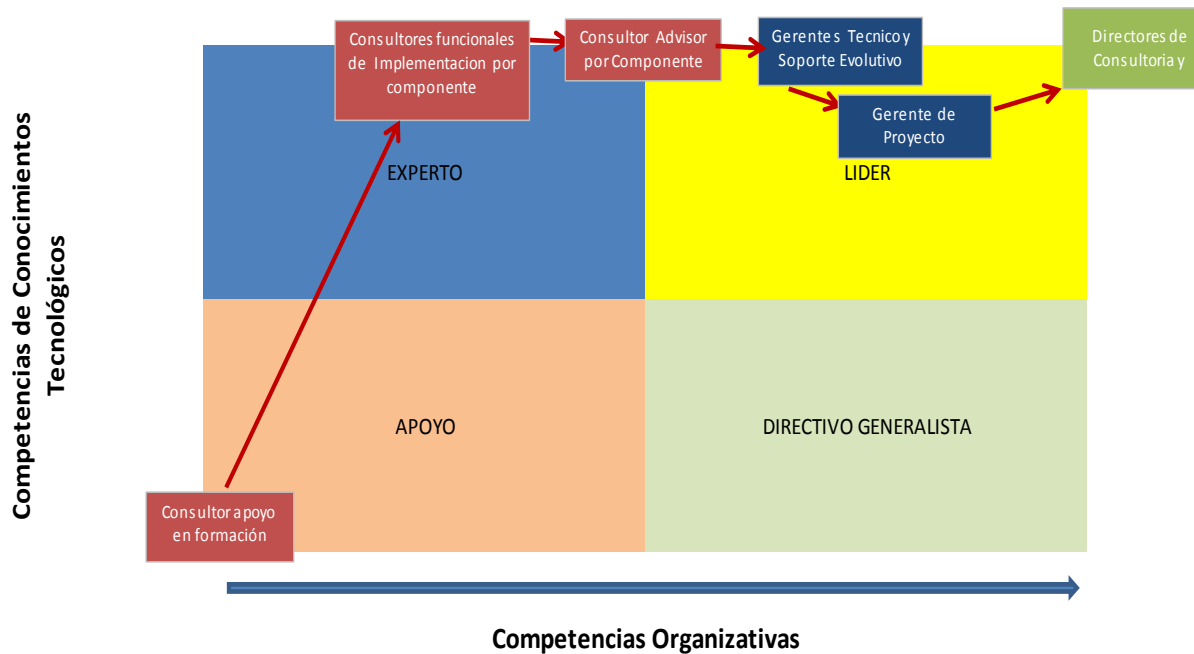 Consultores funcionales
de Implementacion por
componente
Consultor Advisor
por Componente
Gerentes Tecnico y
Soporte Evolutivo
Directores de
Consultoria y
Gerente de
Proyecto
EXPERTO
LIDER
Competencias de Conocimientos
Tecnológicos
APOYO
DIRECTIVO GENERALISTA
Consultor apoyo
en formación
Competencias Organizativas